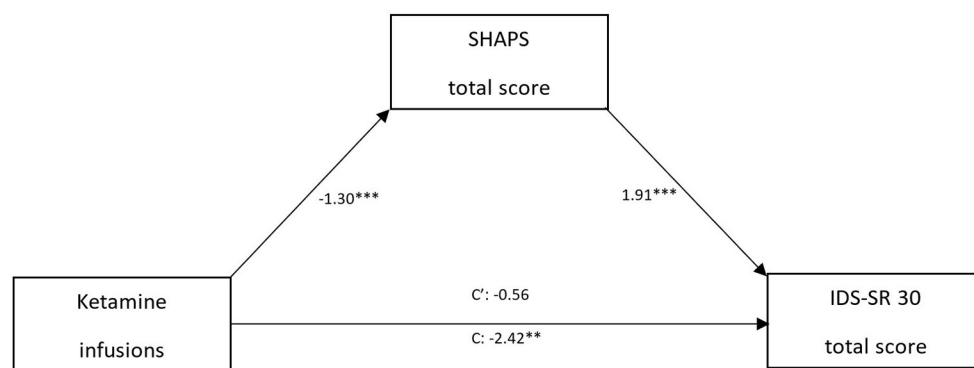 SHAPS
total score
-1.30***
1.91***
Ketamine
infusions
C′: -0.56
C: -2.42**
IDS-SR 30
total score